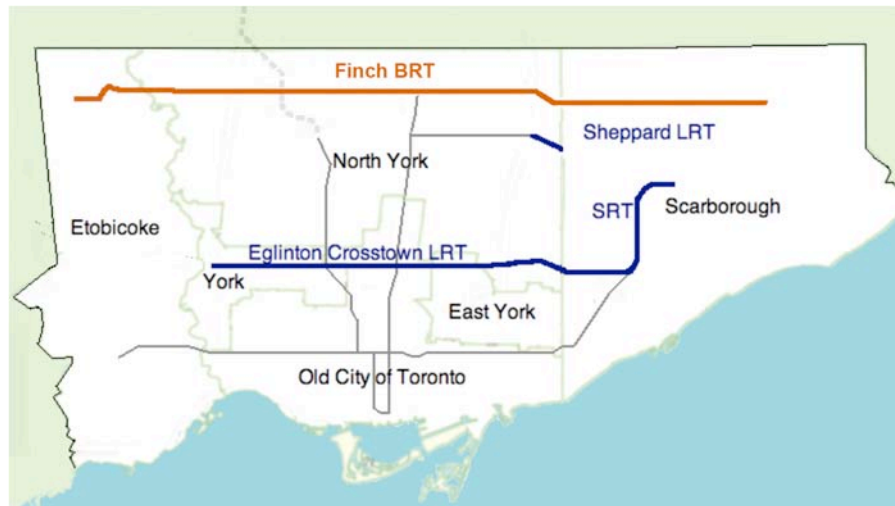 Finch BRT
Sheppard LRT
North York
SRT
Scarborough
Etobicoke
Eglinton Crosstown LRT
York
East York
Old City of Toronto